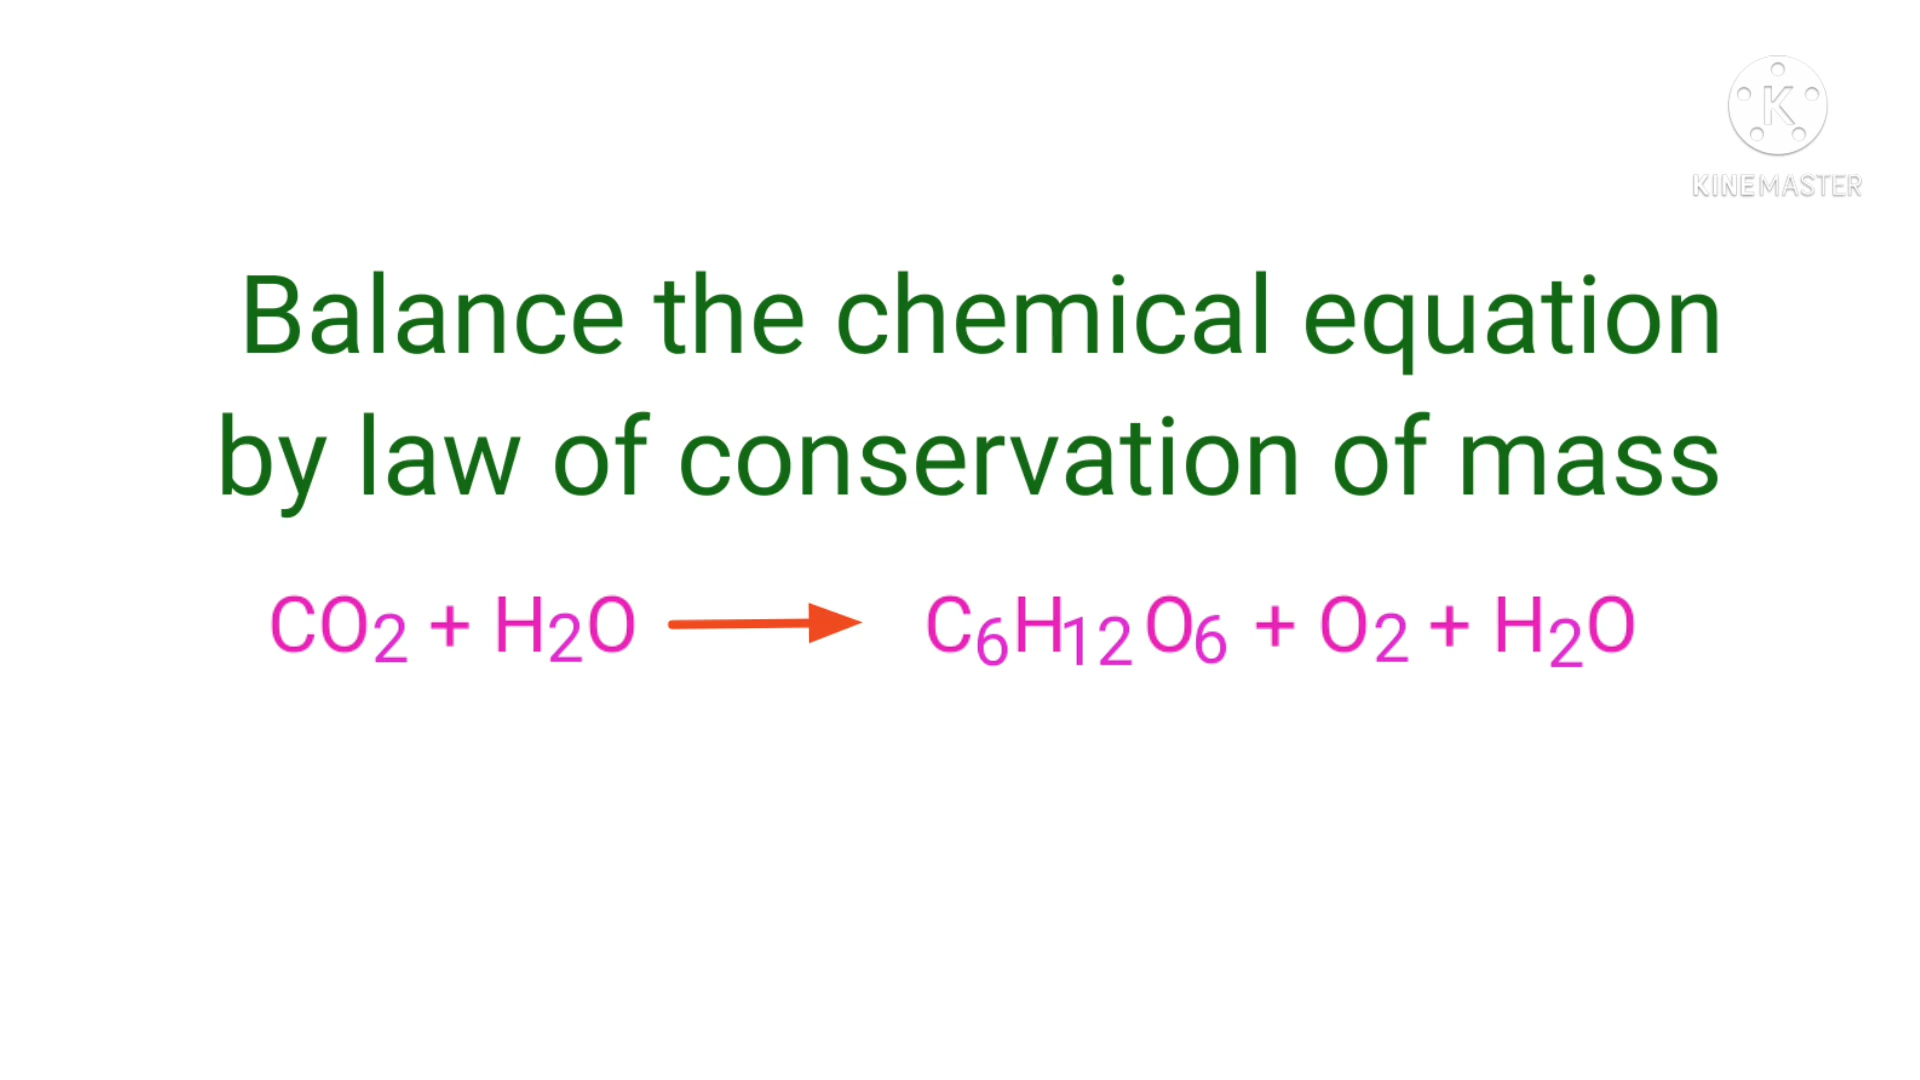 K
KINEMASTER
Balance the chemical equation
by law of conservation of mass
CO2 + H2O → C6H12O6 + O2 + H2O